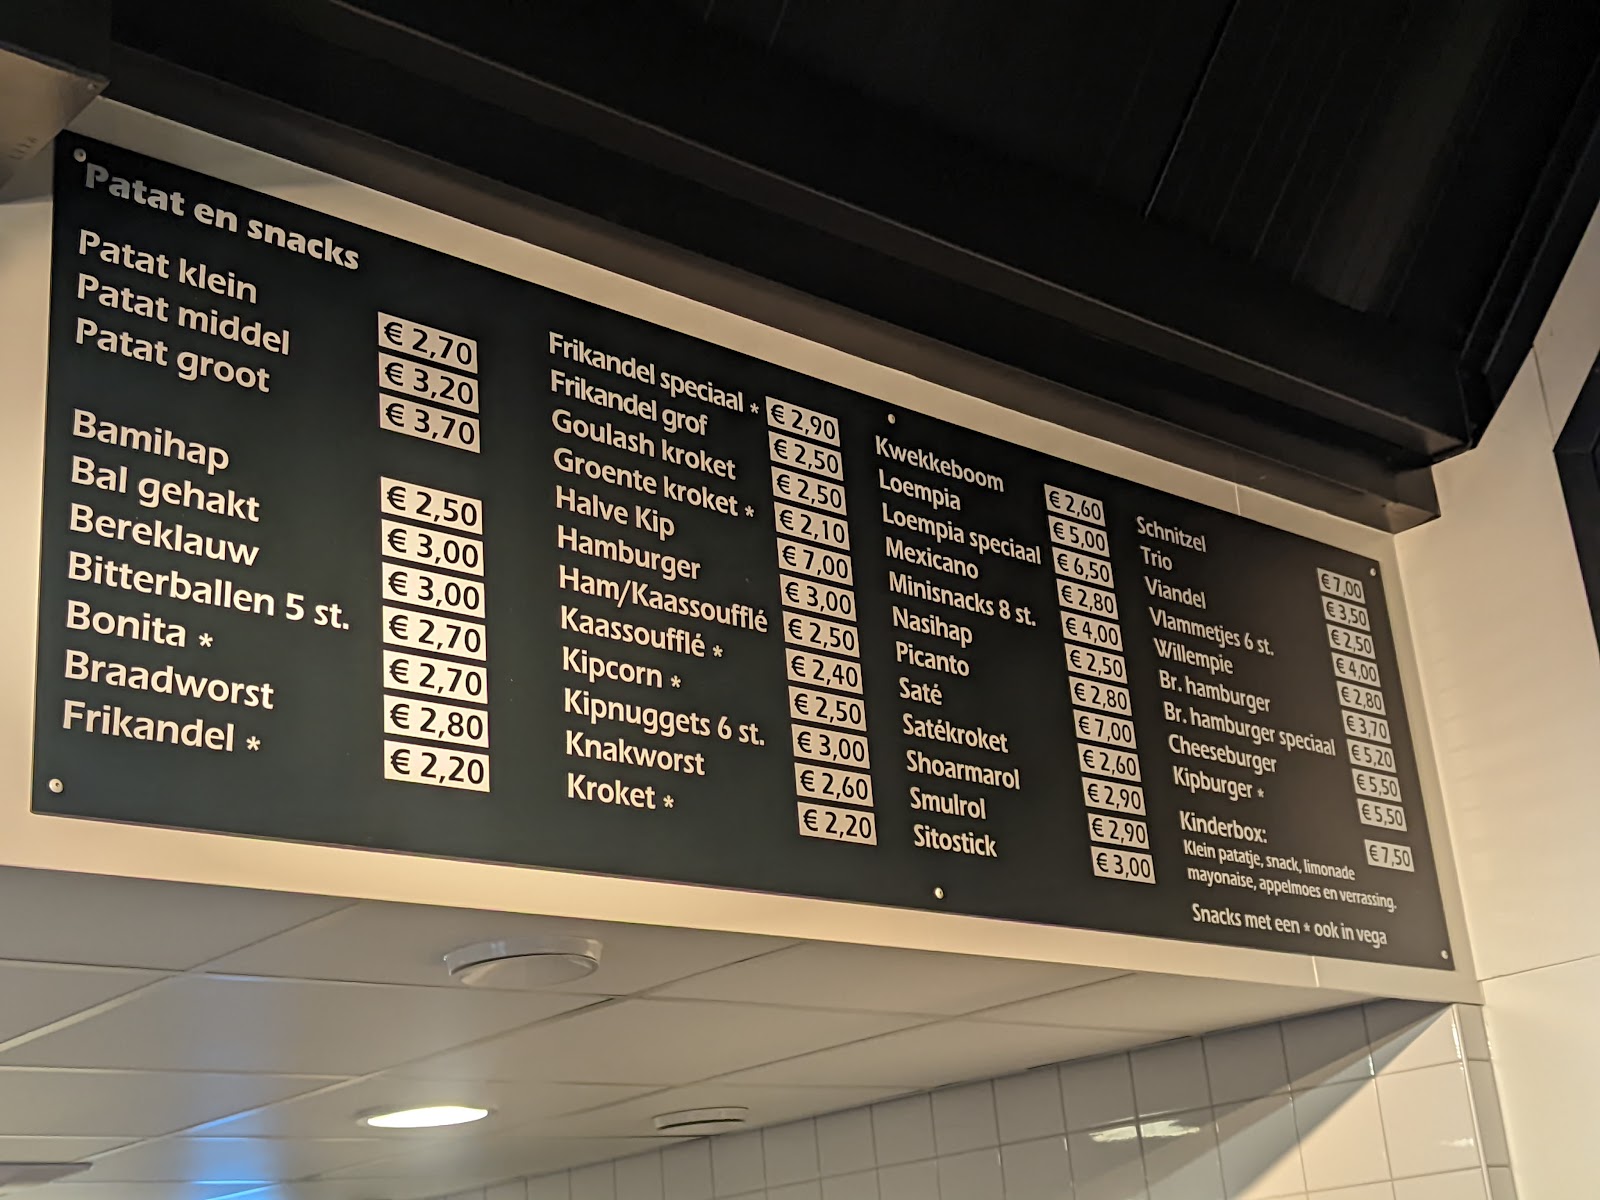 Patat en snacks
Patat klein € 2,70
Patat middel € 3,20
Patat groot € 3,70
Bamihap € 2,50
Bal gehakt € 3,00
Bereklauw € 3,00
Bitterballen 5 st. € 2,70
Bonita * € 2,70
Braadworst € 2,80
Frikandel * € 2,20
Frikandel speciaal * € 2,90
Frikandel grof € 2,50
Goulash kroket € 2,50
Groente kroket * € 2,10
Halve Kip € 7,00
Hamburger € 3,00
Ham/Kaassoufflé € 2,50
Kaassoufflé * € 2,40
Kipcorn * € 2,50
Kipnuggets 6 st. € 3,00
Knakworst € 2,60
Kroket * € 2,20
Kwekkeboom € 2,60
Loempia € 5,00
Loempia speciaal € 6,50
Mexicano € 2,80
Minisnacks 8 st. € 4,00
Nasihap € 2,50
Picanto € 2,80
Saté € 7,00
Satékroket € 2,60
Shoarmarol € 2,90
Smulrol € 2,90
Sitostick € 3,00
Schnitzel € 7,00
Trio € 3,50
Viandel € 2,50
Vlammetjes 6 st. € 4,00
Willempie € 2,80
Br. hamburger € 3,70
Br. hamburger speciaal € 5,20
Cheeseburger € 5,50
Kipburger * € 5,50
Kinderbox: € 7,50
Klein patatje, snack, limonade
mayonaise, appelmoes en verrassing.
Snacks met een * ook in vega